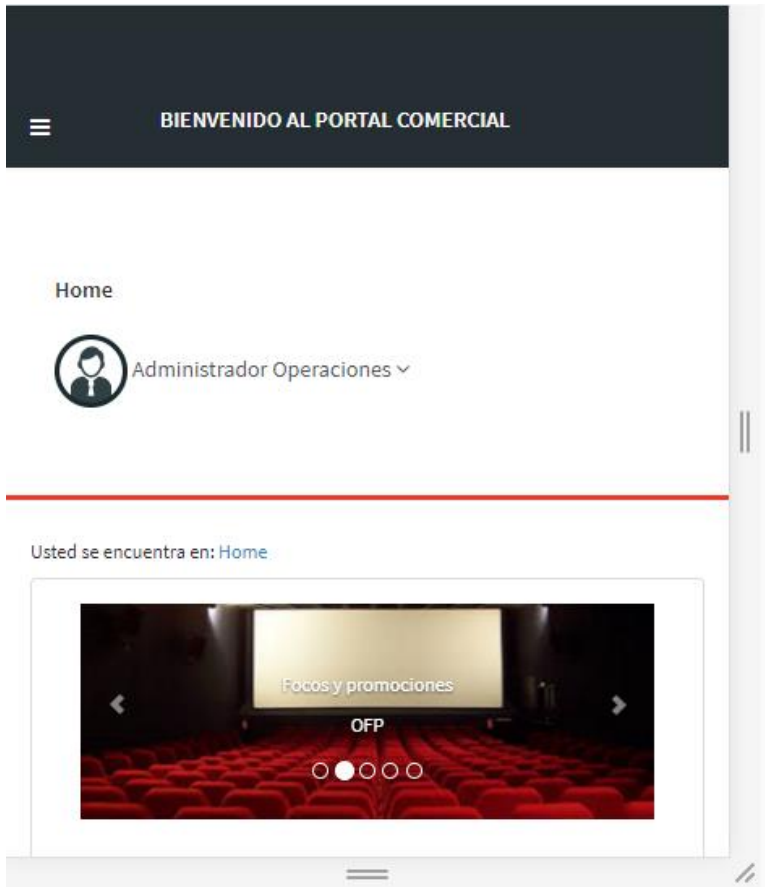 BIENVENIDO AL PORTAL COMERCIAL
Home
Administrador Operaciones
Usted se encuentra en: Home
Focos y promociones
OFP